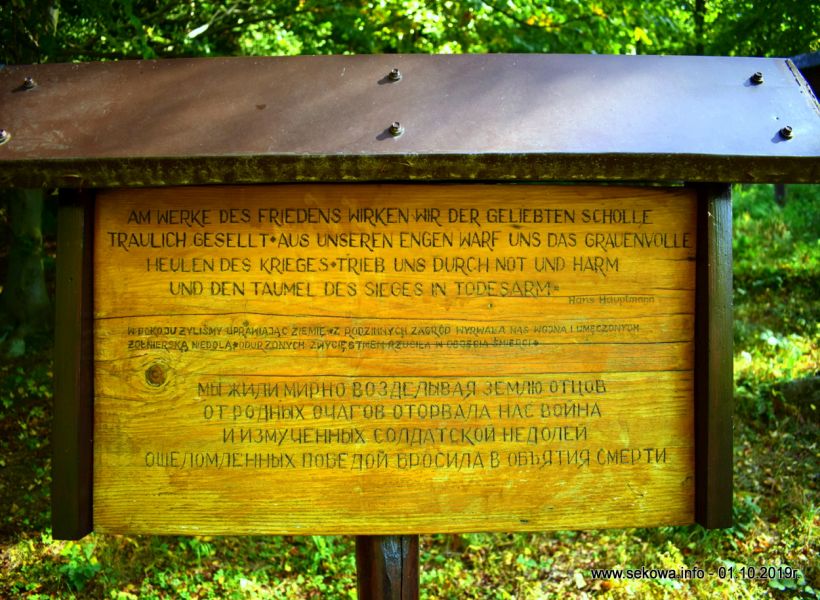 AM WERKE DES FRIEDENS WIRKEN WIR DER GELIEBTEN SCHOLLE
TRAULICH GESELLT•AUS UNSEREN ENGEN WARF UNS DAS GRAUENVOLLE
HEULEN DES KRIEGES•TRIEB UNS DURCH NOT UND HARM
UND DEN TAUMEL DES SIEGES IN TODESARM
Hans Hauptmann
W POKOJU ŻYLIŚMY UPRAWIAJĄC ZIEMIĘ•Z RODZINNYCH ZAGRÓD WYRWAŁA NAS WOJNA I UMĘCZONYCH
ŻOŁNIERSKĄ NIEDOLĄ•ODURZONYCH ZWYCIĘSTWEM RZUCIŁA W OBJĘCIA ŚMIERCI•
МЫ ЖИЛИ МИРНО ВОЗДЕЛЫВАЯ ЗЕМЛЮ ОТЦОВ
ОТ РОДНЫХ ОЧАГОВ ОТОРВАЛА НАС ВОЙНА
И ИЗМУЧЕННЫХ СОЛДАТСКОЙ НЕДОЛЕЙ
ОШЕЛОМЛЕННЫХ ПОБЕДОЙ БРОСИЛА В ОБЪЯТИЯ СМЕРТИ
www.sekowa.info - 01.10.2019r.